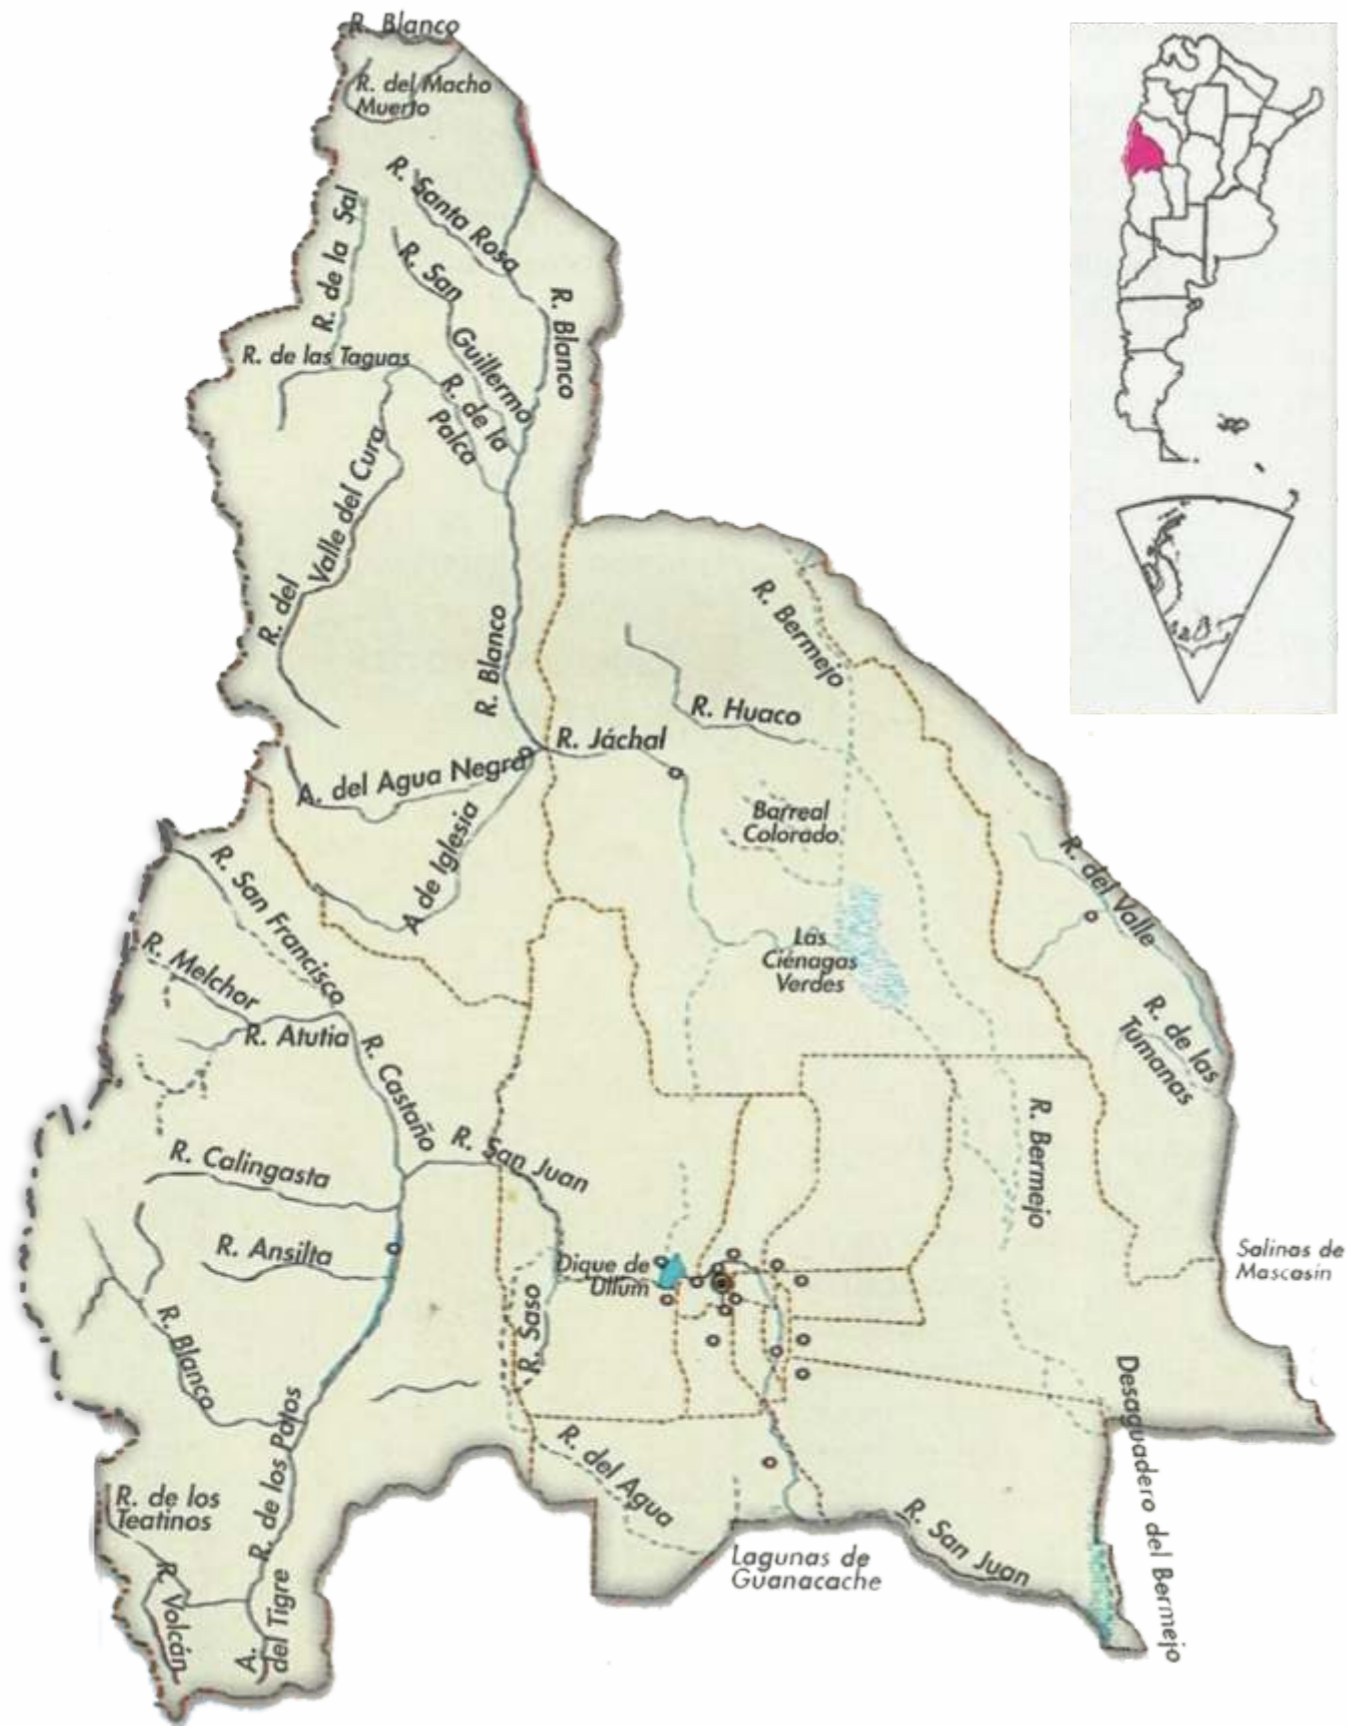 R. Blanco
R. del Macho
Muerto
R. Santa Rosa
R. de la Sal
R. San
Guillermo
R. Blanco
R. de las Taguas
R. de la
Palca
R. del Valle del Cura
R. Bermejo
R. Blanco
R. Huaco
R. Jáchal
A. del Agua Negra
Barreal
Colorado
A de Iglesia
R. San Francisco
R. del Valle
R. Melchor
Las
Ciénagas
Verdes
R. Atutia
R. de las
Tumanas
R. Castaño
R. San Juan
R. Bermejo
R. Calingasta
R. Ansilta
Dique de
Ullum
Salinas de
Mascasin
R. Saso
R. Blanco
Desaguadero del Bermejo
R. de los Patos
R. del Agua
R. de los
Teatinos
R. San Juan
Lagunas de
Guanacache
R. Volcán
A.
del Tigre